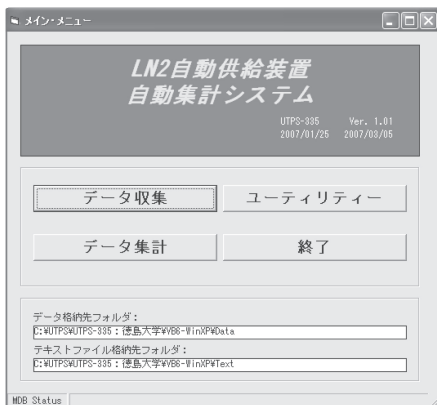 メイン・メニュー
LN2自動供給装置
自動集計システム
UTPS-335 Ver. 1.01
2007/01/25 2007/03/05
データ収集 ユーティリティー
データ集計 終了
データ格納先フォルダ：
C:¥UTPS¥UTPS-335：徳島大学¥VB6-WinXP¥Data
テキストファイル格納先フォルダ：
C:¥UTPS¥UTPS-335：徳島大学¥VB6-WinXP¥Text
MDB Status